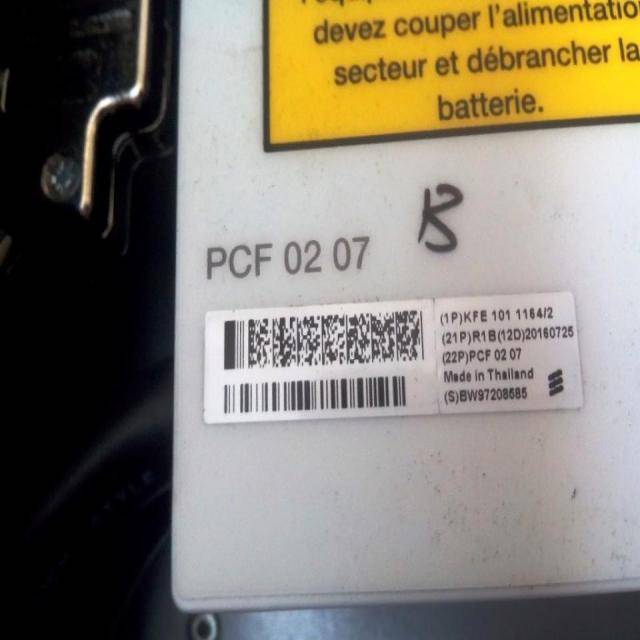 devez couper l'alimentation
secteur et débrancher la
batterie.
B
PCF 02 07
(1P)KFE 101 1164/2
(21P)R1B(12D)20160725
(22P)PCF 02 07
Made in Thailand
(S)BW97208585